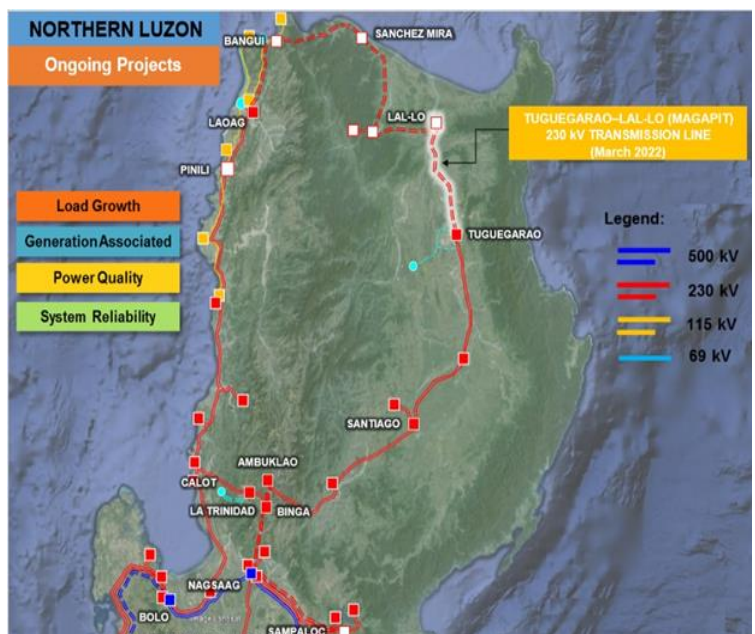 NORTHERN LUZON
Ongoing Projects
BANGUI
SANCHEZ MIRA
LAOAG
LAL-LO
TUGUEGARAO–LAL-LO (MAGAPIT)
230 kV TRANSMISSION LINE
(March 2022)
PINILI
Load Growth
Generation Associated
Power Quality
System Reliability
TUGUEGARAO
Legend:
500 kV
230 kV
115 kV
69 kV
SANTIAGO
AMBUKLAO
CALOT
LA TRINIDAD
BINGA
NAGSAAG
BOLO
SAMPALOC